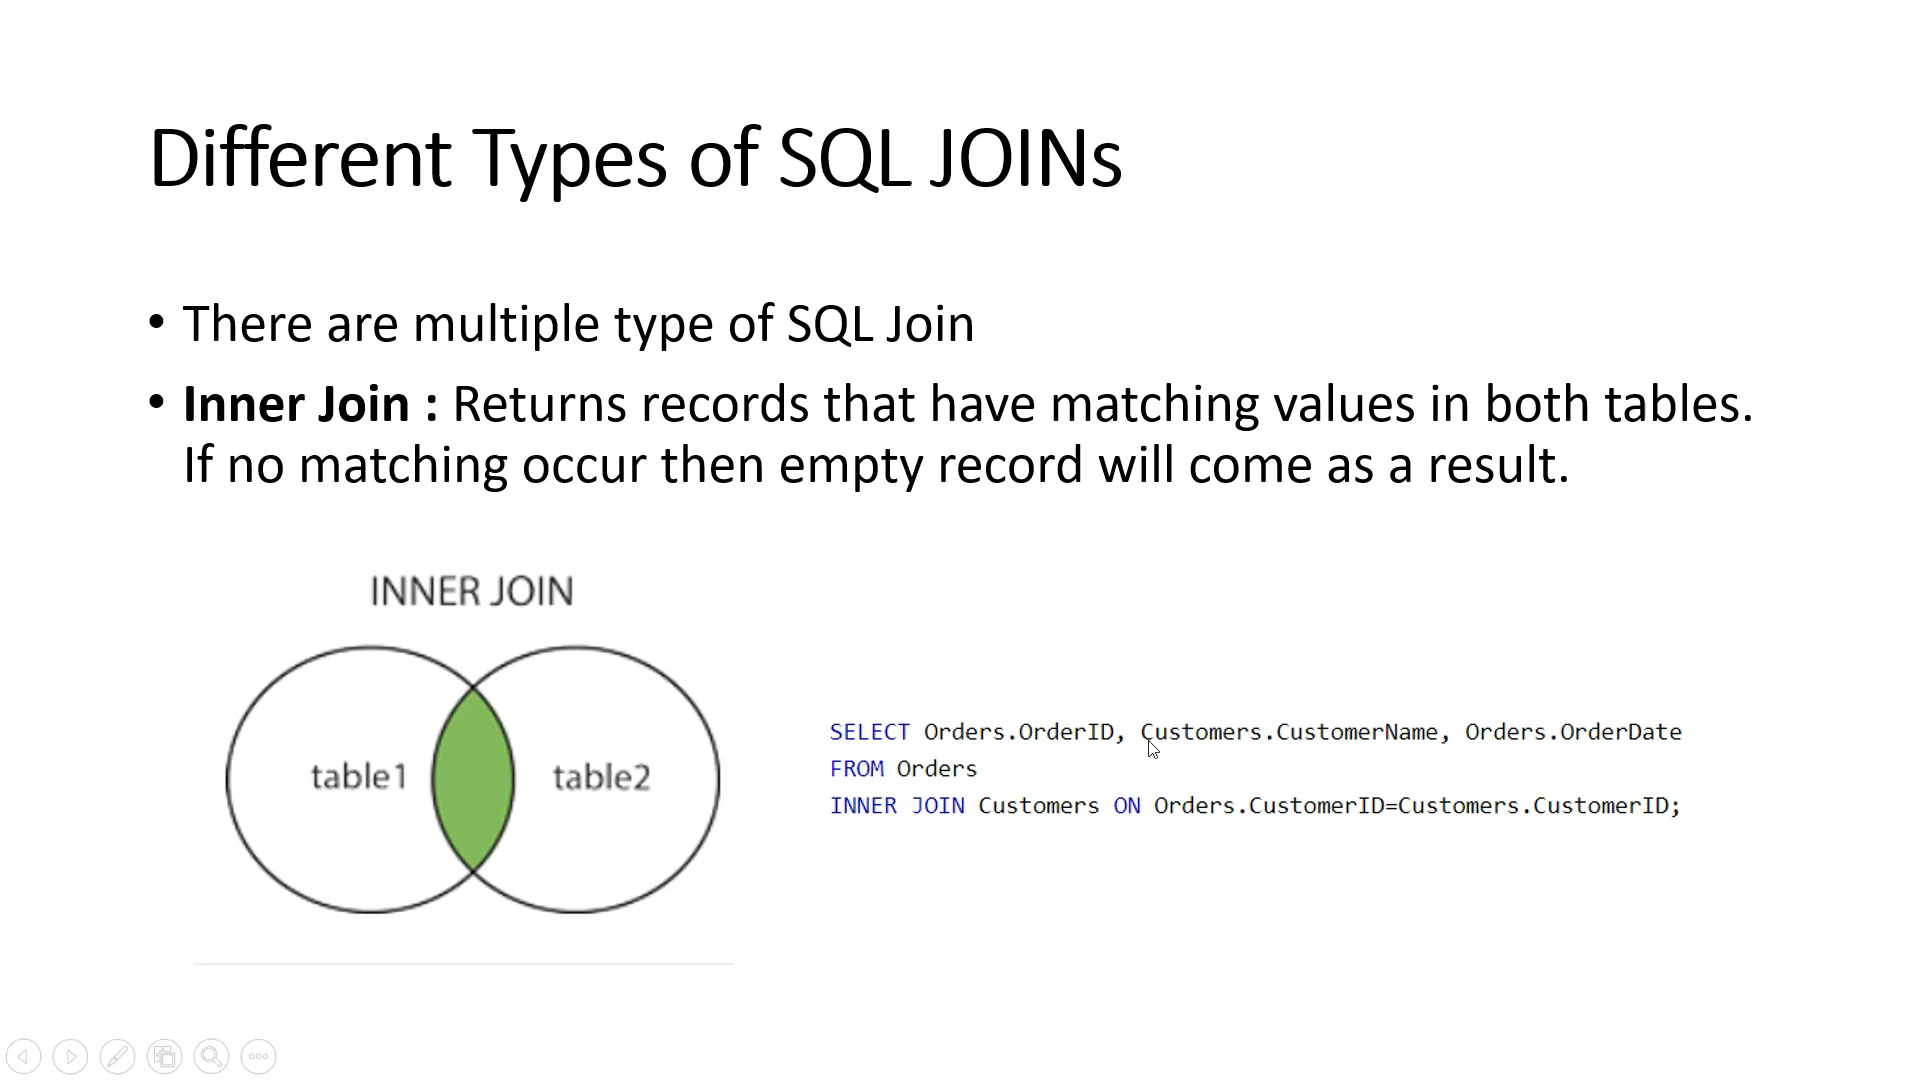 Different Types of SQL JOINs
• There are multiple type of SQL Join
• Inner Join : Returns records that have matching values in both tables.
If no matching occur then empty record will come as a result.
INNER JOIN
table1
table2
SELECT Orders.OrderID, Customers.CustomerName, Orders.OrderDate
FROM Orders
INNER JOIN Customers ON Orders.CustomerID=Customers.CustomerID;